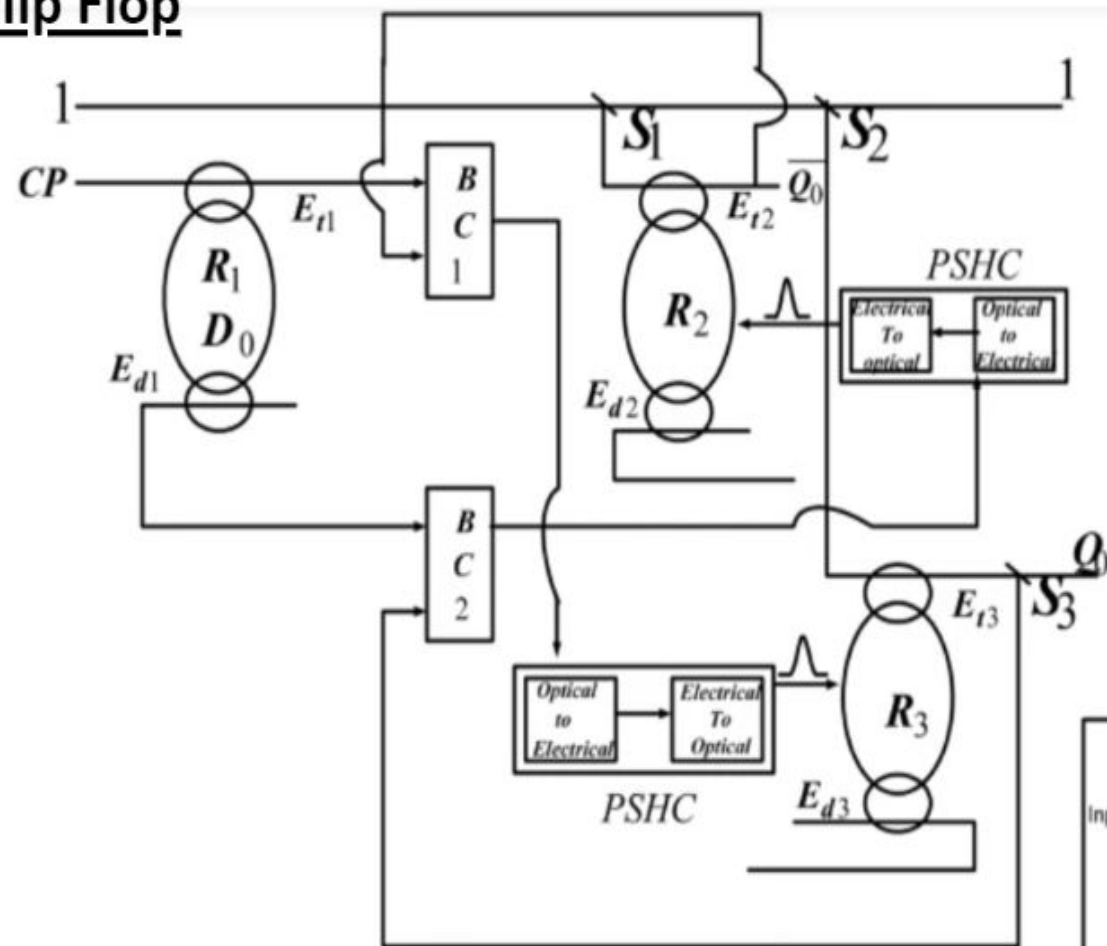 lip Flop
1
1
S1
S2
CP
Et1
B
C
1
Q0
Et2
R1
D0
R2
PSHC
Electrical
To
optical
Optical
to
Electrical
Ed1
Ed2
B
C
2
Q0
Et3
S3
Optical
to
Electrical
Electrical
To
Optical
R3
PSHC
Ed3
Inp